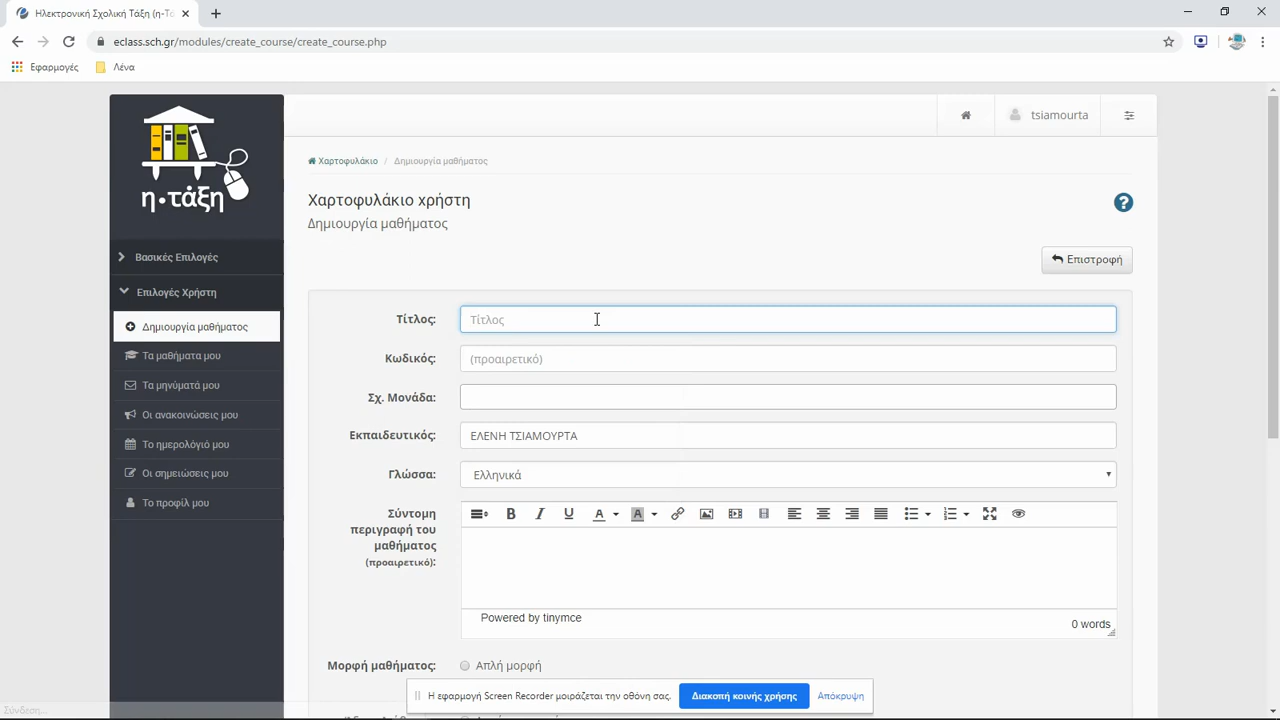 Ηλεκτρονική Σχολική Τάξη (η-Τά
eclass.sch.gr/modules/create_course/create_course.php
Εφαρμογές
Λένα
η·τάξη
tsiamourta
Χαρτοφυλάκιο / Δημιουργία μαθήματος
Χαρτοφυλάκιο χρήστη
Δημιουργία μαθήματος
Επιστροφή
Βασικές Επιλογές
Επιλογές Χρήστη
Δημιουργία μαθήματος
Τα μαθήματα μου
Τα μηνύματά μου
Οι ανακοινώσεις μου
Το ημερολόγιό μου
Οι σημειώσεις μου
Το προφίλ μου
Τίτλος: Τίτλος
Κωδικός: (προαιρετικό)
Σχ. Μονάδα:
Εκπαιδευτικός: ΕΛΕΝΗ ΤΣΙΑΜΟΥΡΤΑ
Γλώσσα: Ελληνικά
Σύντομη
περιγραφή του
μαθήματος
(προαιρετικό):
Powered by tinymce
0 words
Μορφή μαθήματος: Απλή μορφή
Η εφαρμογή Screen Recorder μοιράζεται την οθόνη σας. Διακοπή κοινής χρήσης Απόκρυψη
Σύνδεση...